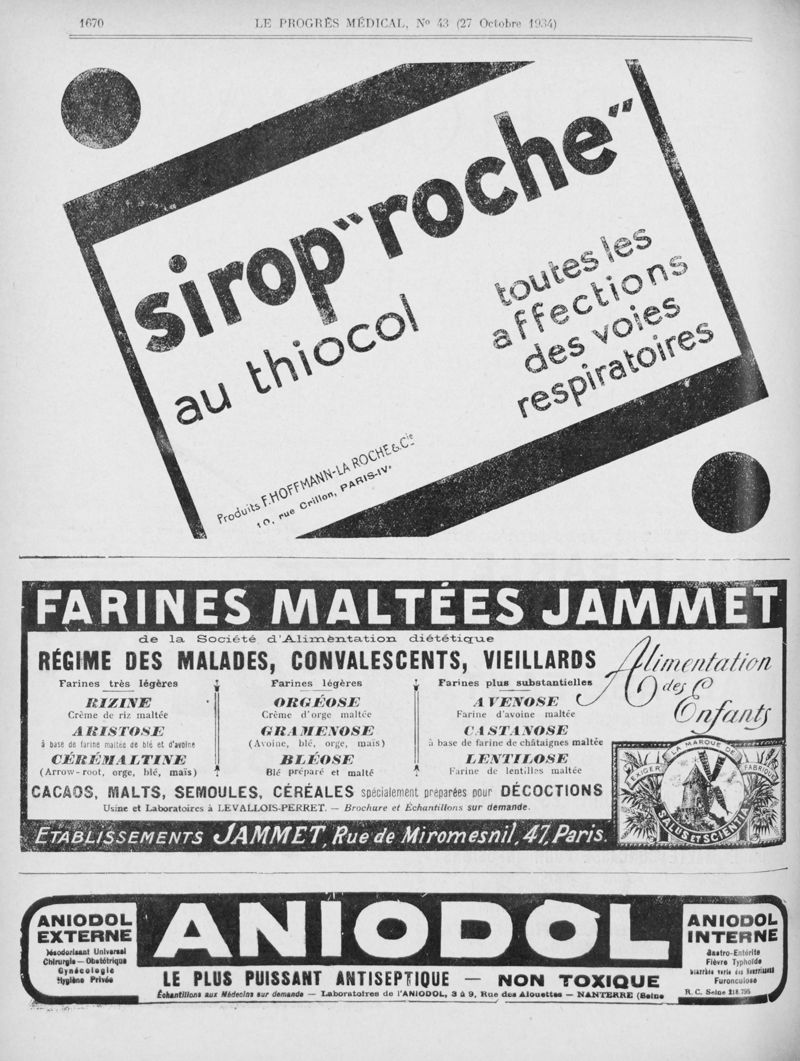 1670
LE PROGRÈS MÉDICAL, Nº 43 (27 Octobre 1934)
sirop "roche"
au thiocol
toutes les
affections
des voies
respiratoires
Produits F. HOFFMANN-LA ROCHE & Cie
10, rue Crillon, PARIS-IVe
FARINES MALTÉES JAMMET
de la Société d'Alimentation diététique
RÉGIME DES MALADES, CONVALESCENTS, VIEILLARDS
Alimentation
des
Enfants
Farines très légères
RIZINE
Crème de riz maltée
ARISTOSE
à base de farine maltée de blé et d'avoine
CÉRÉMALTINE
(Arrow-root, orge, blé, maïs)
Farines légères
ORGÉOSE
Crème d'orge maltée
GRAMENOSE
(Avoine, blé, orge, maïs)
BLÉOSE
Blé préparé et malté
Farines plus substantielles
AVENOSE
Farine d'avoine maltée
CASTANOSE
à base de farine de châtaignes maltée
LENTILOSE
Farine de lentilles maltée
EXIGER LA MARQUE DE FABRIQUE
SALUS ET SCIENTIA
CACAOS, MALTS, SEMOULES, CÉRÉALES spécialement préparées pour DÉCOCTIONS
Usine et Laboratoires à LEVALLOIS-PERRET. — Brochure et Échantillons sur demande.
ETABLISSEMENTS JAMMET, Rue de Miromesnil, 47, Paris.
ANIODOL
EXTERNE
Désodorisant Universel
Chirurgie — Obstétrique
Gynécologie
Hygiène Privée
ANIODOL
LE PLUS PUISSANT ANTISEPTIQUE — NON TOXIQUE
Échantillons aux Médecins sur demande — Laboratoires de l'ANIODOL, 3 à 9, Rue des Alouettes — NANTERRE (Seine
ANIODOL
INTERNE
Gastro-Entérite
Fièvre Typhoïde
Diarrhée verte des Nourrissons
Furonculose
R. C. Seine 218.795